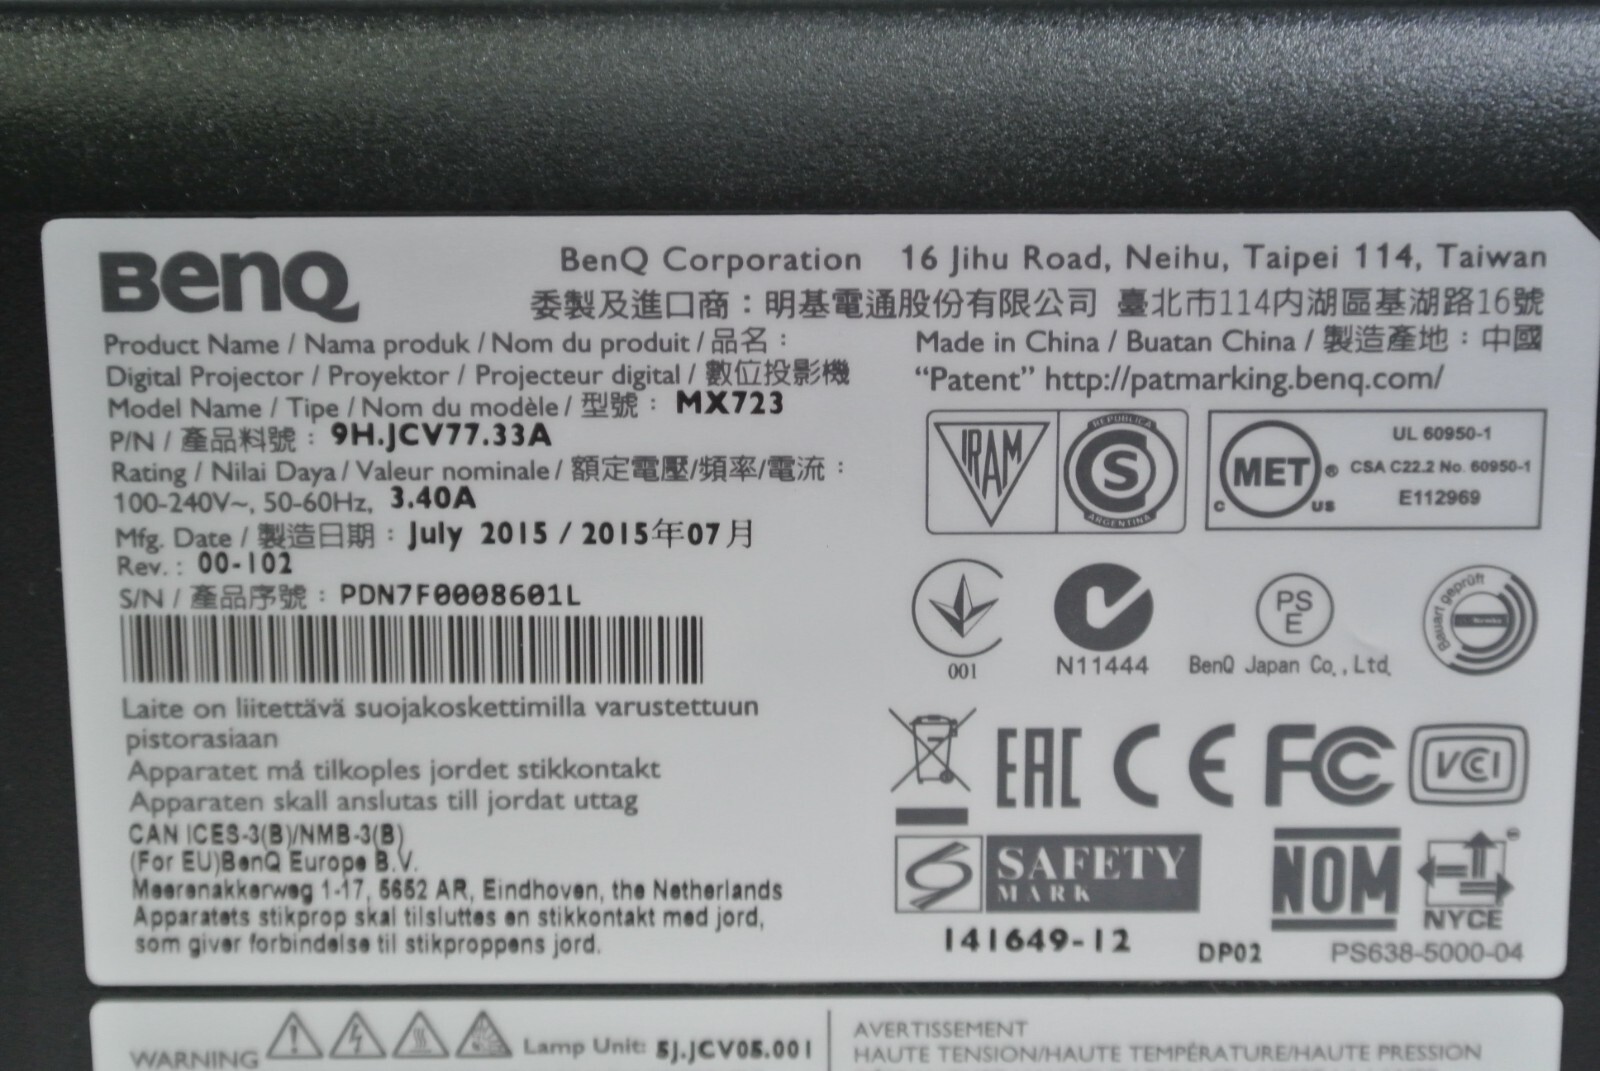 BenQ
BenQ Corporation 16 Jihu Road, Neihu, Taipei 114, Taiwan
委製及進口商：明基電通股份有限公司 臺北市114內湖區基湖路16號
Product Name / Nama produk / Nom du produit / 品名：
Digital Projector / Proyektor / Projecteur digital / 數位投影機
Model Name / Tipe / Nom du modèle / 型號： MX723
P/N / 產品料號： 9H.JCV77.33A
Rating / Nilai Daya / Valeur nominale / 額定電壓/頻率/電流：
100-240V~, 50-60Hz, 3.40A
Mfg. Date / 製造日期： July 2015 / 2015年07月
Rev. : 00-102
S/N / 產品序號： PDN7F0008601L
Laite on liitettävä suojakoskettimilla varustettuun
pistorasiaan
Apparatet må tilkoples jordet stikkontakt
Apparaten skall anslutas till jordat uttag
CAN ICES-3(B)/NMB-3(B)
(For EU)BenQ Europe B.V.
Meerenakkerweg 1-17, 5652 AR, Eindhoven, the Netherlands
Apparatets stikprop skal tilsluttes en stikkontakt med jord,
som giver forbindelse til stikproppens jord.
Made in China / Buatan China / 製造產地：中國
“Patent” http://patmarking.benq.com/
IRAM
REPUBLICA
S
ARGENTINA
C MET ® US
UL 60950-1
CSA C22.2 No. 60950-1
E112969
001
N11444
PS
E
BenQ Japan Co., Ltd.
Bauart geprüft
EAC CE FC VCCI
SAFETY
MARK
NOM
NYCE
141649-12 DP02 PS638-5000-04
WARNING Lamp Unit: 5J.JCV05.001
AVERTISSEMENT
HAUTE TENSION/HAUTE TEMPÉRATURE/HAUTE PRESSION